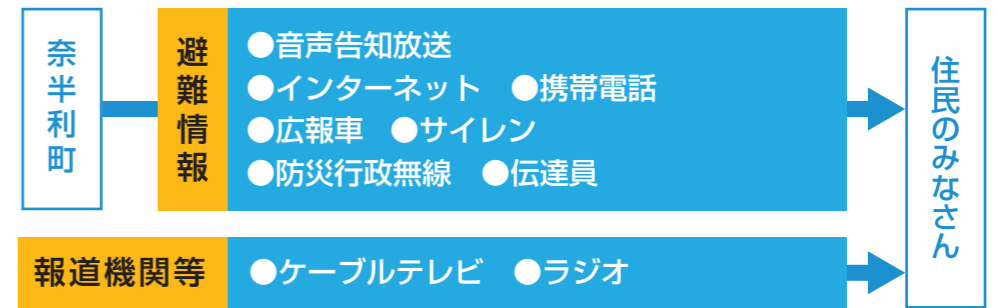 奈半利町
避難情報
●音声告知放送
●インターネット ●携帯電話
●広報車 ●サイレン
●防災行政無線 ●伝達員
住民のみなさん
報道機関等
●ケーブルテレビ ●ラジオ